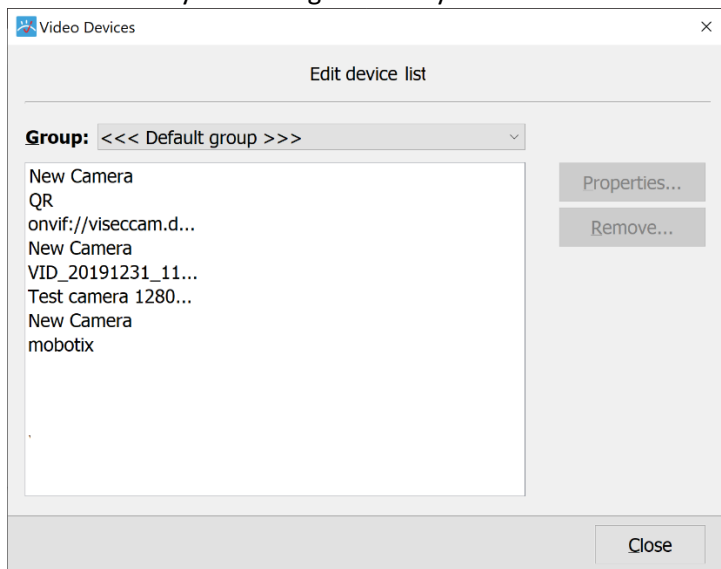 Video Devices
Edit device list
Group: <<< Default group >>>
New Camera
QR
onvif://viseccam.d...
New Camera
VID_20191231_11...
Test camera 1280...
New Camera
mobotix
Properties...
Remove...
Close